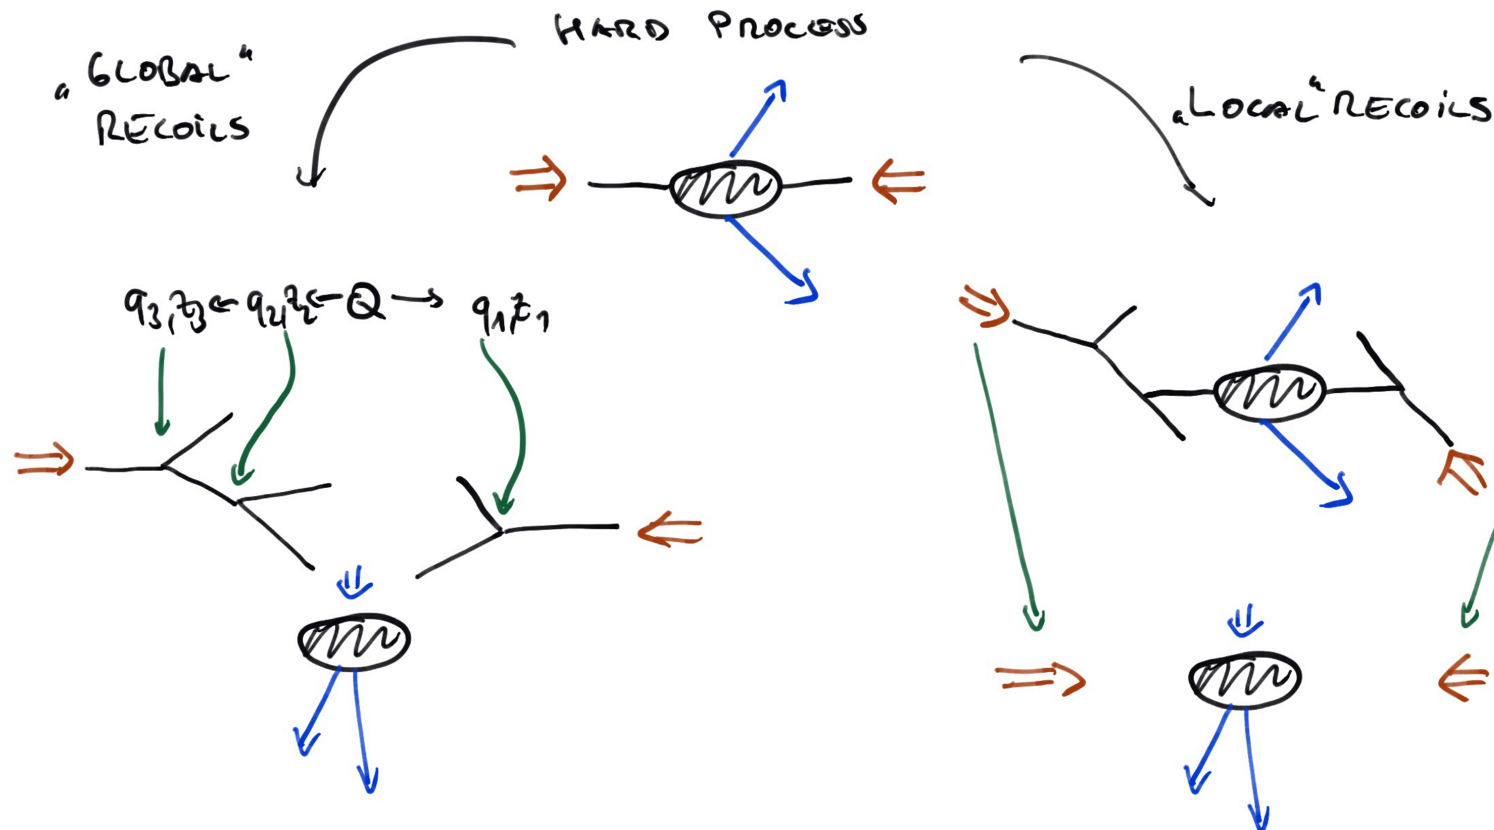 HARD PROCESS
„GLOBAL“
RECOILS
„LOCAL“ RECOILS
q₃,z₃ ← q₂,z₂ ← Q → q₁,z₁